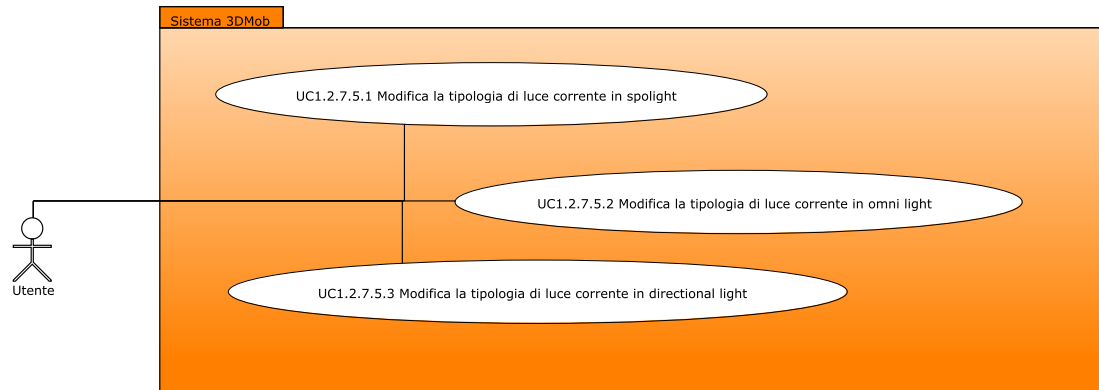 Sistema 3DMob
UC1.2.7.5.1 Modifica la tipologia di luce corrente in spolight
UC1.2.7.5.2 Modifica la tipologia di luce corrente in omni light
UC1.2.7.5.3 Modifica la tipologia di luce corrente in directional light
Utente